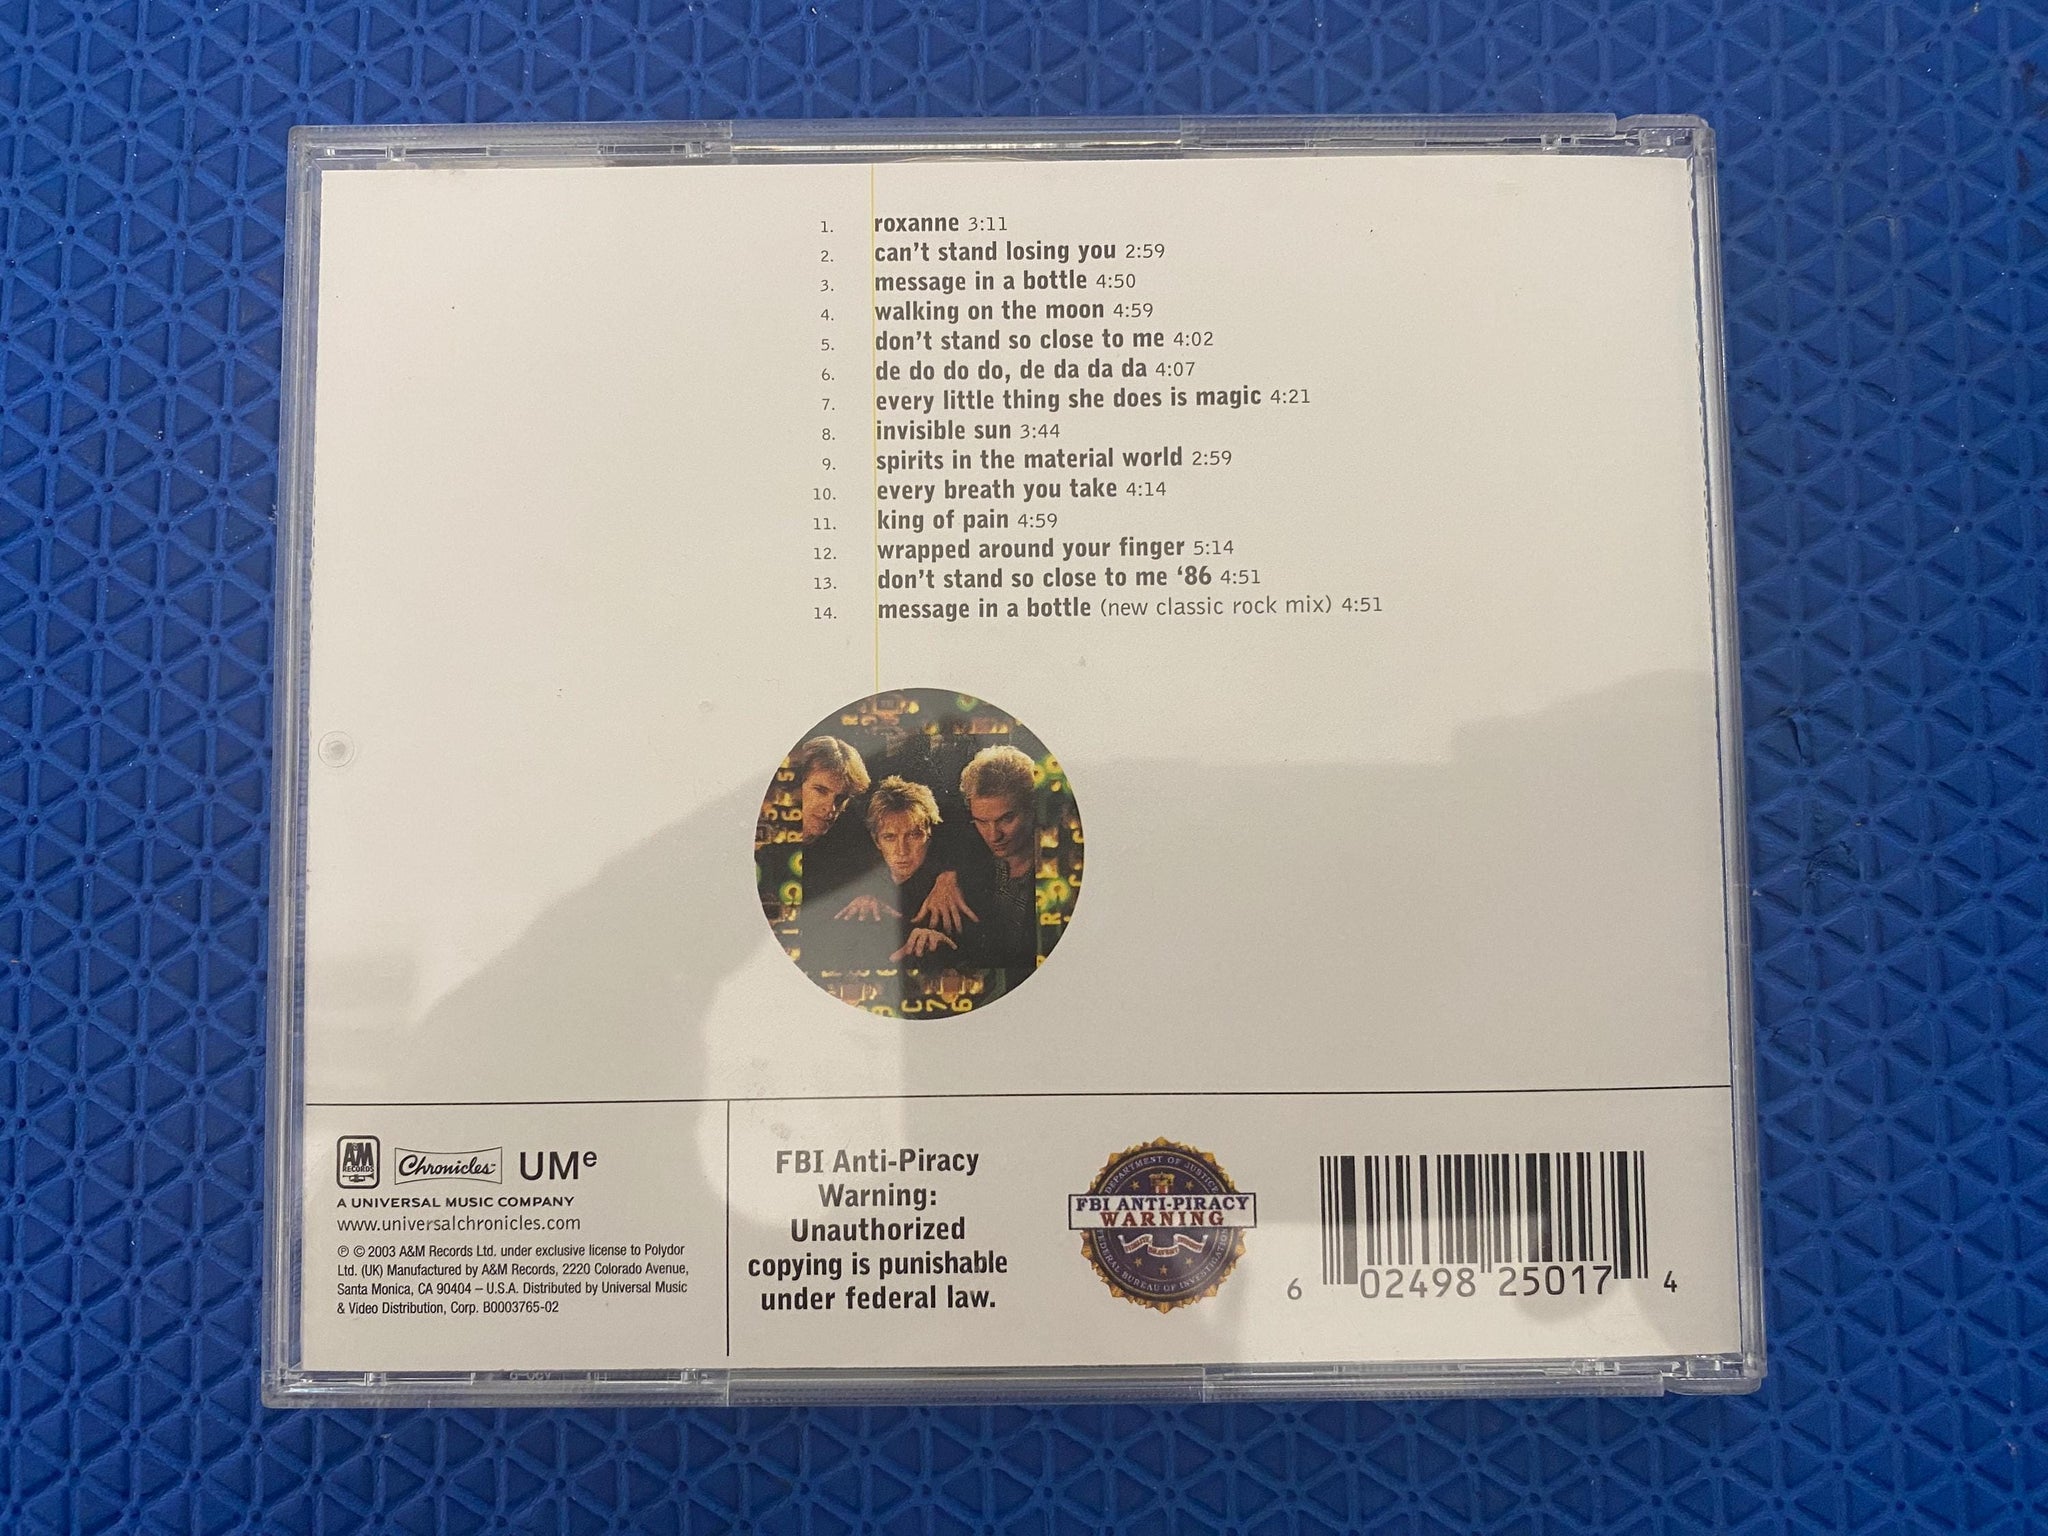 1. roxanne 3:11
2. can't stand losing you 2:59
3. message in a bottle 4:50
4. walking on the moon 4:59
5. don't stand so close to me 4:02
6. de do do do, de da da da 4:07
7. every little thing she does is magic 4:21
8. invisible sun 3:44
9. spirits in the material world 2:59
10. every breath you take 4:14
11. king of pain 4:59
12. wrapped around your finger 5:14
13. don't stand so close to me ‘86 4:51
14. message in a bottle (new classic rock mix) 4:51
A&M RECORDS
Chronicles
UMe
A UNIVERSAL MUSIC COMPANY
www.universalchronicles.com
℗ © 2003 A&M Records Ltd. under exclusive license to Polydor
Ltd. (UK) Manufactured by A&M Records, 2220 Colorado Avenue,
Santa Monica, CA 90404 – U.S.A. Distributed by Universal Music
& Video Distribution, Corp. B0003765-02
FBI Anti-Piracy
Warning:
Unauthorized
copying is punishable
under federal law.
DEPARTMENT OF JUSTICE
FBI ANTI-PIRACY
WARNING
FEDERAL BUREAU OF INVESTIGATION
6 02498 25017 4